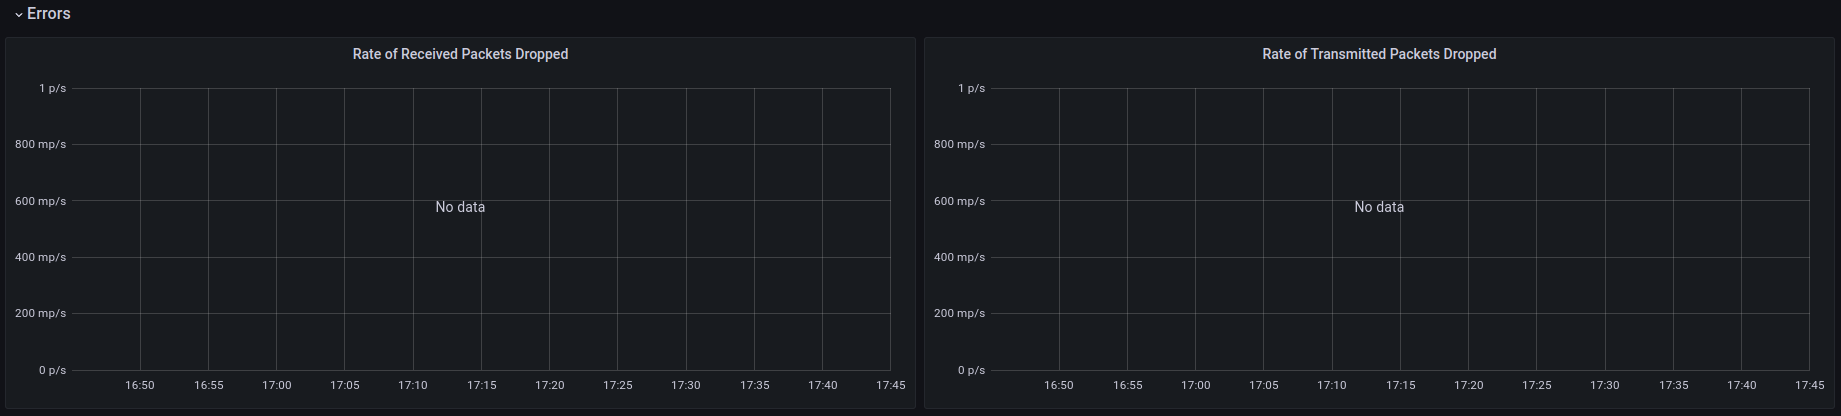 Errors
Rate of Received Packets Dropped
1 p/s
800 mp/s
600 mp/s
No data
400 mp/s
200 mp/s
0 p/s
16:50 16:55 17:00 17:05 17:10 17:15 17:20 17:25 17:30 17:35 17:40 17:45
Rate of Transmitted Packets Dropped
1 p/s
800 mp/s
600 mp/s
No data
400 mp/s
200 mp/s
0 p/s
16:50 16:55 17:00 17:05 17:10 17:15 17:20 17:25 17:30 17:35 17:40 17:45